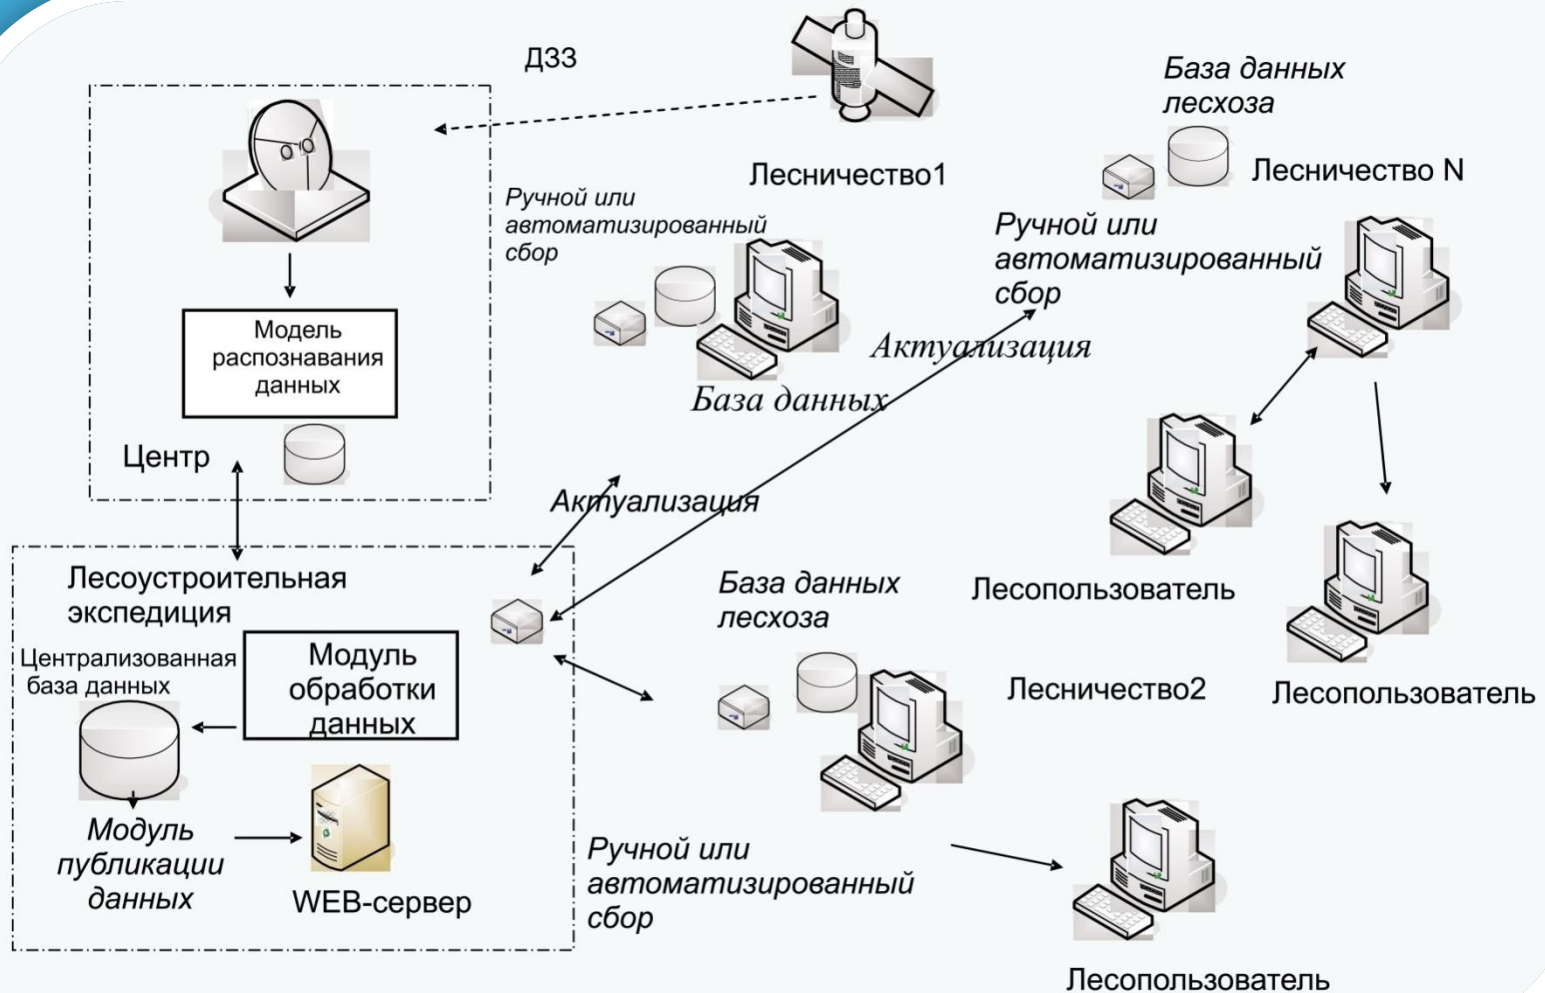 ДЗЗ
База данных
лесхоза
Лесничество1
Лесничество N
Ручной или
автоматизированный
сбор
Ручной или
автоматизированный
сбор
Модель
распознавания
данных
Актуализация
База данных
Центр
Актуализация
Лесоустроительная
экспедиция
База данных
лесхоза
Лесопользователь
Централизованная
база данных
Модуль
обработки
данных
Лесничество2
Лесопользователь
Модуль
публикации
данных
WEB-сервер
Ручной или
автоматизированный
сбор
Лесопользователь